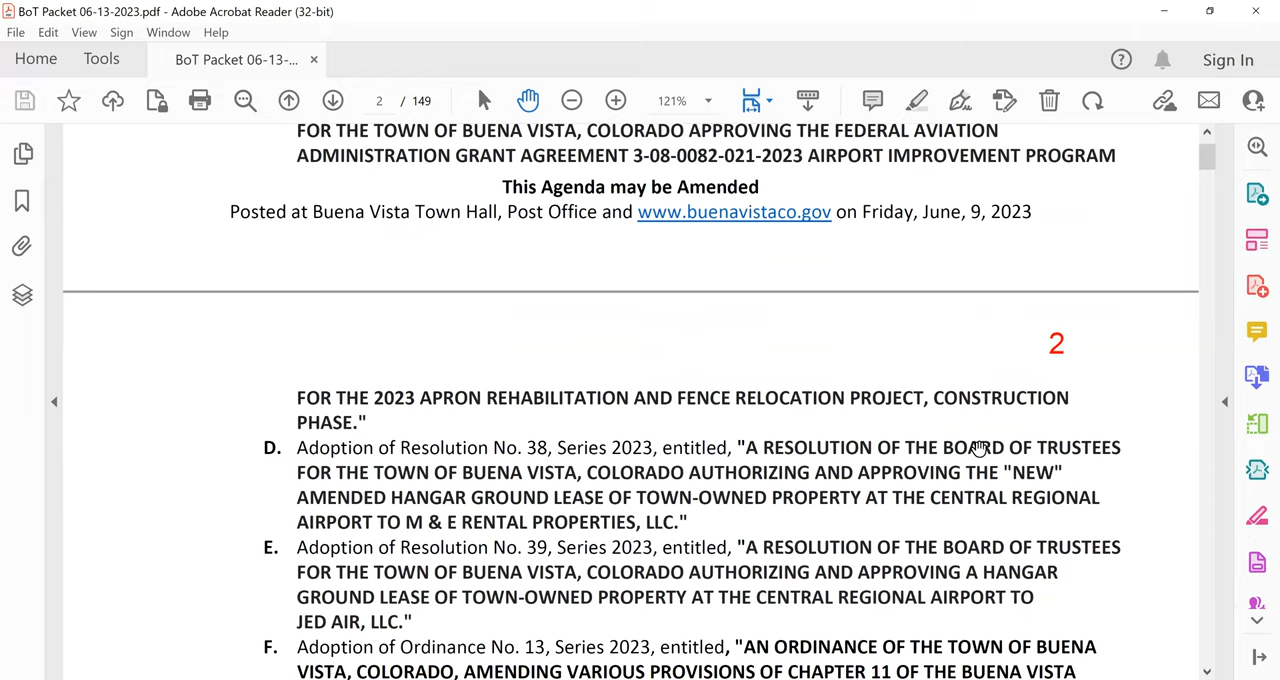 BoT Packet 06-13-2023.pdf - Adobe Acrobat Reader (32-bit)
File Edit View Sign Window Help
Home Tools BoT Packet 06-13-... × Sign In
2 / 149 121%
FOR THE TOWN OF BUENA VISTA, COLORADO APPROVING THE FEDERAL AVIATION
ADMINISTRATION GRANT AGREEMENT 3-08-0082-021-2023 AIRPORT IMPROVEMENT PROGRAM
This Agenda may be Amended
Posted at Buena Vista Town Hall, Post Office and www.buenavistaco.gov on Friday, June, 9, 2023
2
FOR THE 2023 APRON REHABILITATION AND FENCE RELOCATION PROJECT, CONSTRUCTION
PHASE."
D. Adoption of Resolution No. 38, Series 2023, entitled, "A RESOLUTION OF THE BOARD OF TRUSTEES
FOR THE TOWN OF BUENA VISTA, COLORADO AUTHORIZING AND APPROVING THE "NEW"
AMENDED HANGAR GROUND LEASE OF TOWN-OWNED PROPERTY AT THE CENTRAL REGIONAL
AIRPORT TO M & E RENTAL PROPERTIES, LLC."
E. Adoption of Resolution No. 39, Series 2023, entitled, "A RESOLUTION OF THE BOARD OF TRUSTEES
FOR THE TOWN OF BUENA VISTA, COLORADO AUTHORIZING AND APPROVING A HANGAR
GROUND LEASE OF TOWN-OWNED PROPERTY AT THE CENTRAL REGIONAL AIRPORT TO
JED AIR, LLC."
F. Adoption of Ordinance No. 13, Series 2023, entitled, "AN ORDINANCE OF THE TOWN OF BUENA
VISTA, COLORADO, AMENDING VARIOUS PROVISIONS OF CHAPTER 11 OF THE BUENA VISTA